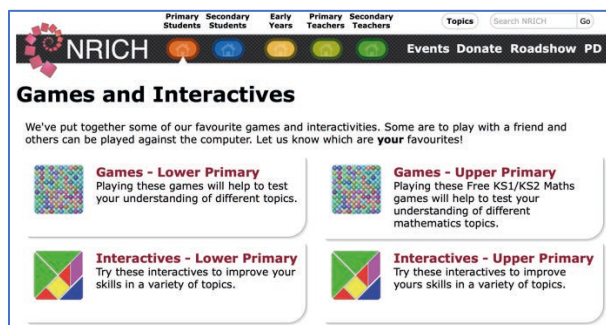 Primary Students
Secondary Students
Early Years
Primary Teachers
Secondary Teachers
Topics
Search NRICH
Go
NRICH
Events Donate Roadshow PD
Games and Interactives
We've put together some of our favourite games and interactivities. Some are to play with a friend and
others can be played against the computer. Let us know which are your favourites!
Games - Lower Primary
Playing these games will help to test
your understanding of different topics.
Games - Upper Primary
Playing these Free KS1/KS2 Maths
games will help to test your
understanding of different
mathematics topics.
Interactives - Lower Primary
Try these interactives to improve your
skills in a variety of topics.
Interactives - Upper Primary
Try these interactives to improve
yours skills in a variety of topics.